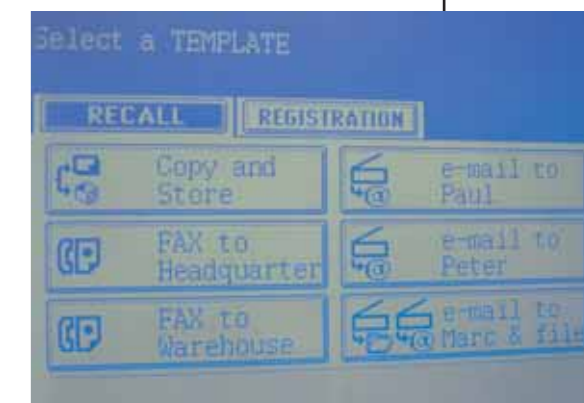 Select a TEMPLATE
RECALL
REGISTRATION
Copy and
Store
e-mail to
Paul
FAX to
Headquarter
e-mail to
Peter
FAX to
Warehouse
e-mail to
Marc & file